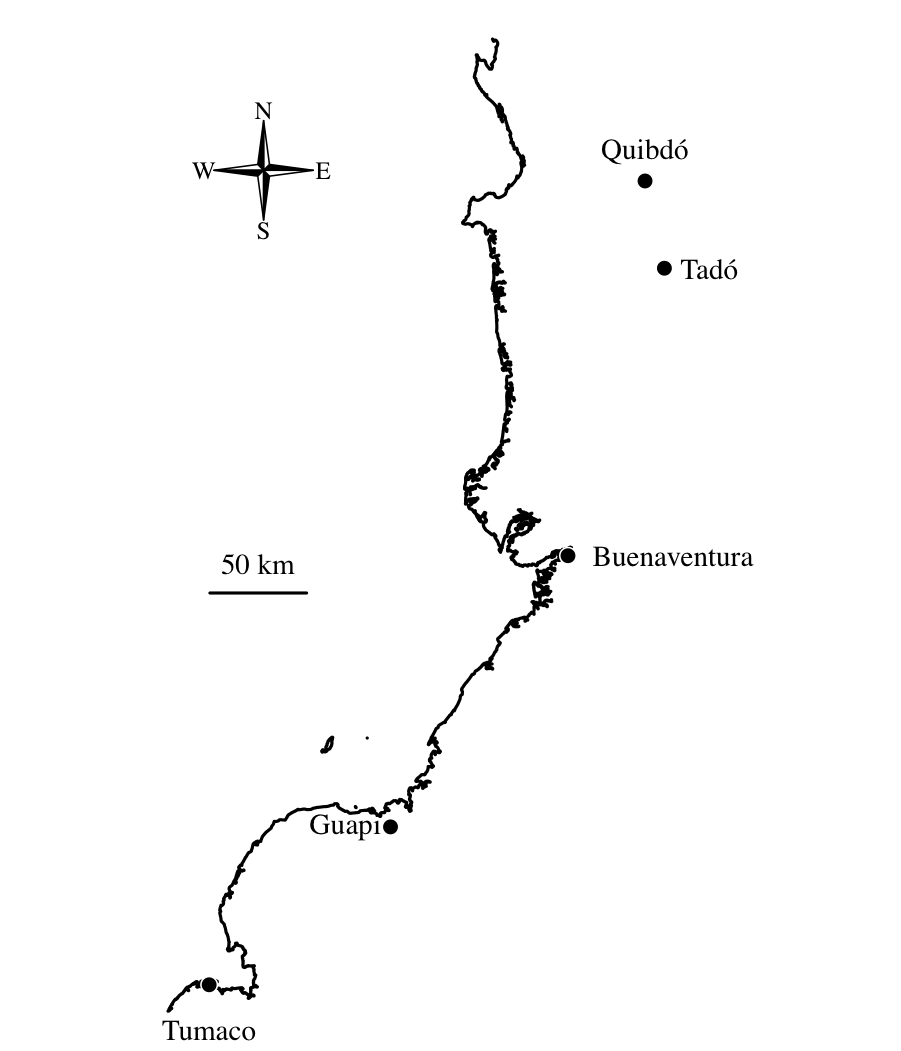 N
Quibdó
W
E
S
Tadó
Buenaventura
50 km
Guapi
Tumaco